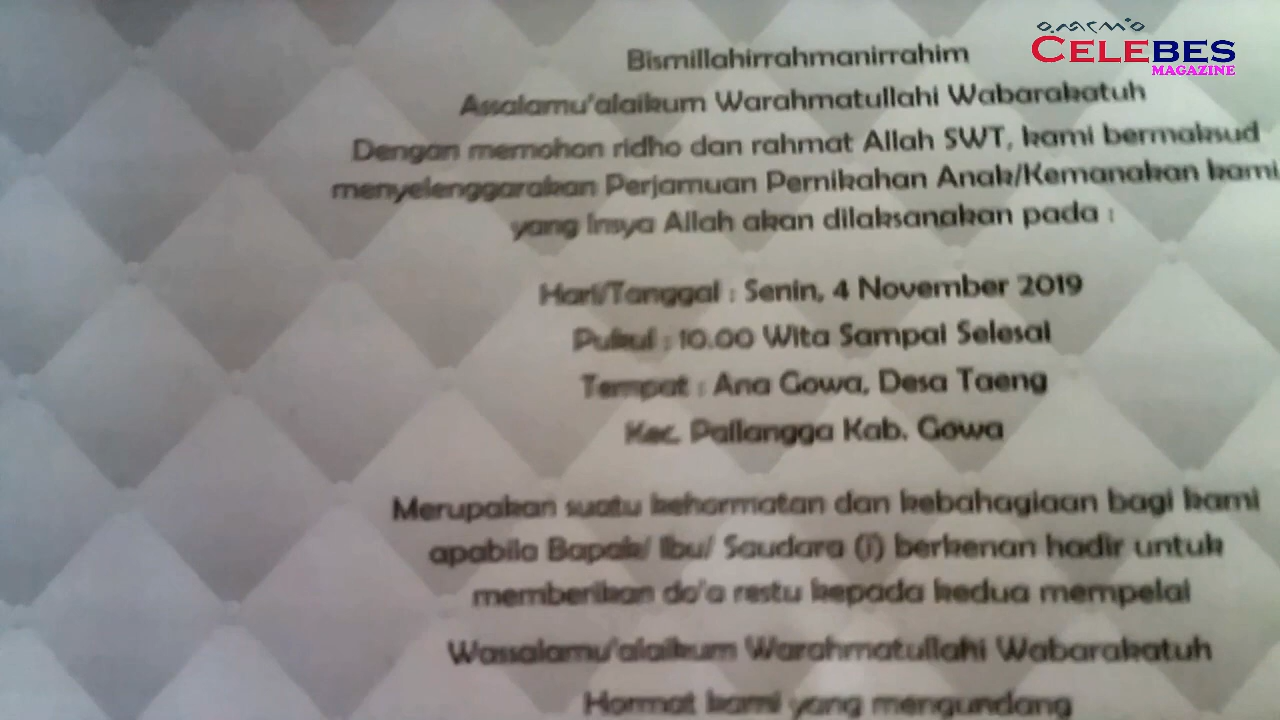 CELEBES
MAGAZINE
Bismillahirrahmanirrahim
Assalamu'alaikum Warahmatullahi Wabarakatuh
Dengan memohon ridho dan rahmat Allah SWT, kami bermaksud
menyelenggarakan Perjamuan Pernikahan Anak/Kemanakan kami
yang Insya Allah akan dilaksanakan pada :
Hari/Tanggal : Senin, 4 November 2019
Pukul : 10.00 Wita Sampai Selesai
Tempat : Ana Gowa, Desa Taeng
Kec. Pallangga Kab. Gowa
Merupakan suatu kehormatan dan kebahagiaan bagi kami
apabila Bapak/ Ibu/ Saudara (i) berkenan hadir untuk
memberikan do'a restu kepada kedua mempelai
Wassalamu'alaikum Warahmatullahi Wabarakatuh
Hormat kami yang mengundang